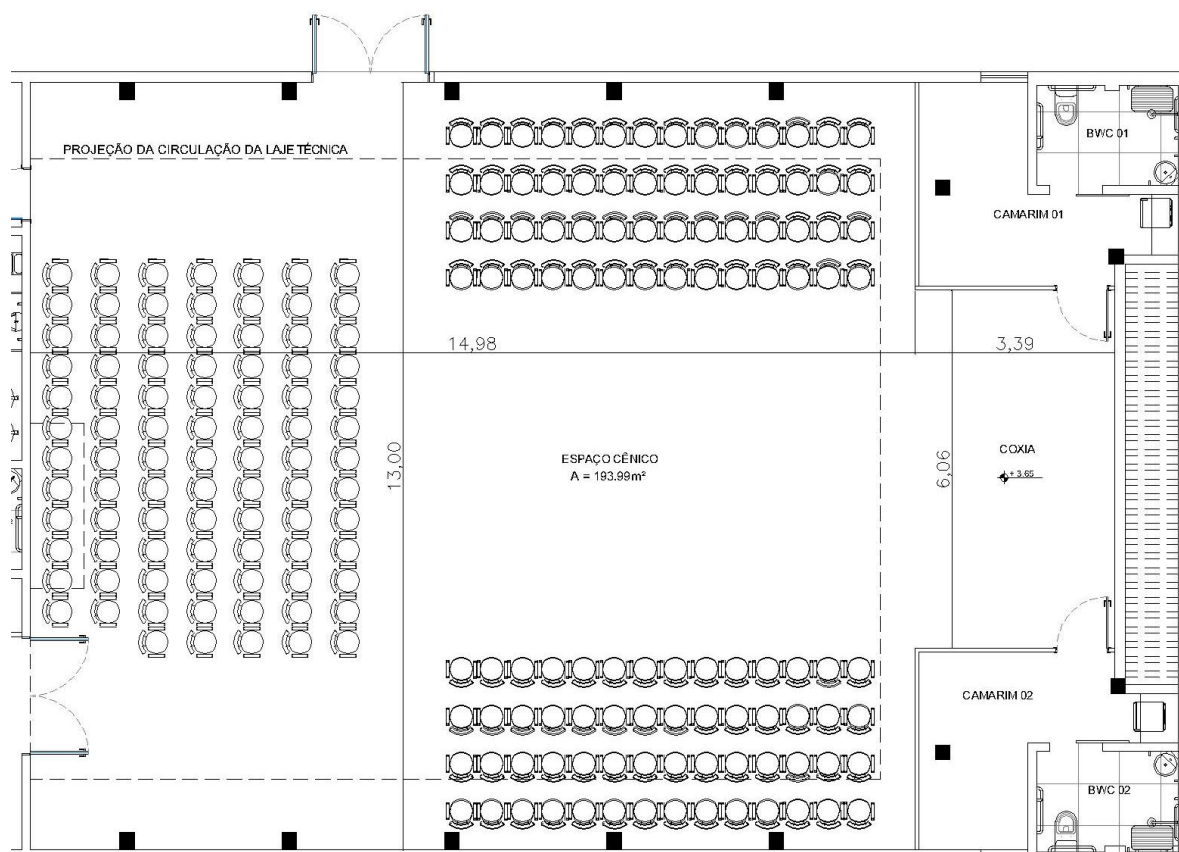 BWC 01
PROJEÇÃO DA CIRCULAÇÃO DA LAJE TÉCNICA
CAMARIM 01
14,98
3,39
13,00
ESPAÇO CÊNICO
A = 193.99m²
6,06
COXIA
+3.65
CAMARIM 02
BWC 02